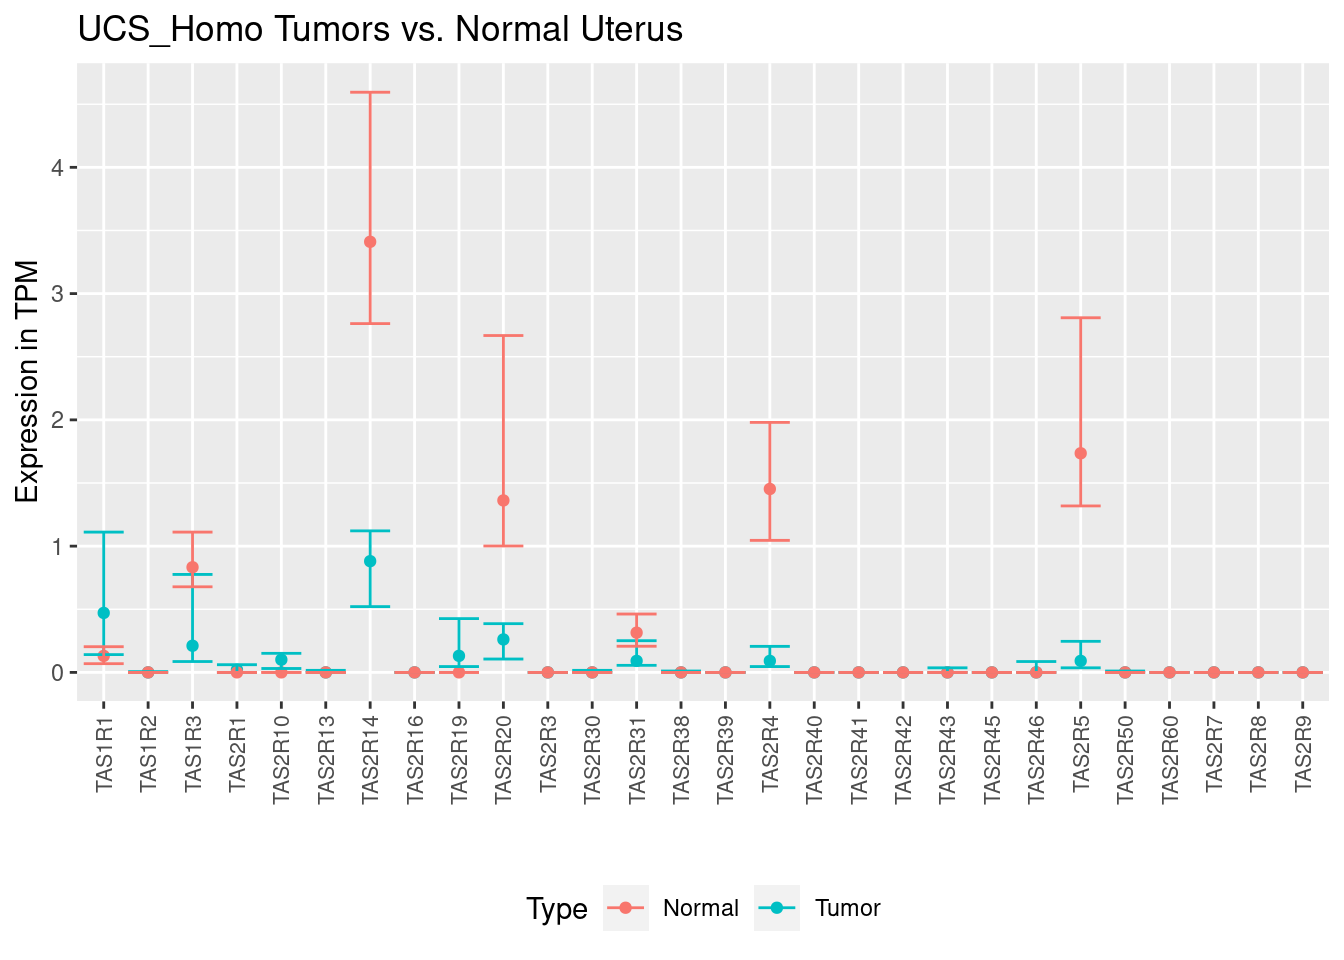 UCS_Homo Tumors vs. Normal Uterus
Expression in TPM
4
3
2
1
0
TAS1R1
TAS1R2
TAS1R3
TAS2R1
TAS2R10
TAS2R13
TAS2R14
TAS2R16
TAS2R19
TAS2R20
TAS2R3
TAS2R30
TAS2R31
TAS2R38
TAS2R39
TAS2R4
TAS2R40
TAS2R41
TAS2R42
TAS2R43
TAS2R45
TAS2R46
TAS2R5
TAS2R50
TAS2R60
TAS2R7
TAS2R8
TAS2R9
Type Normal Tumor